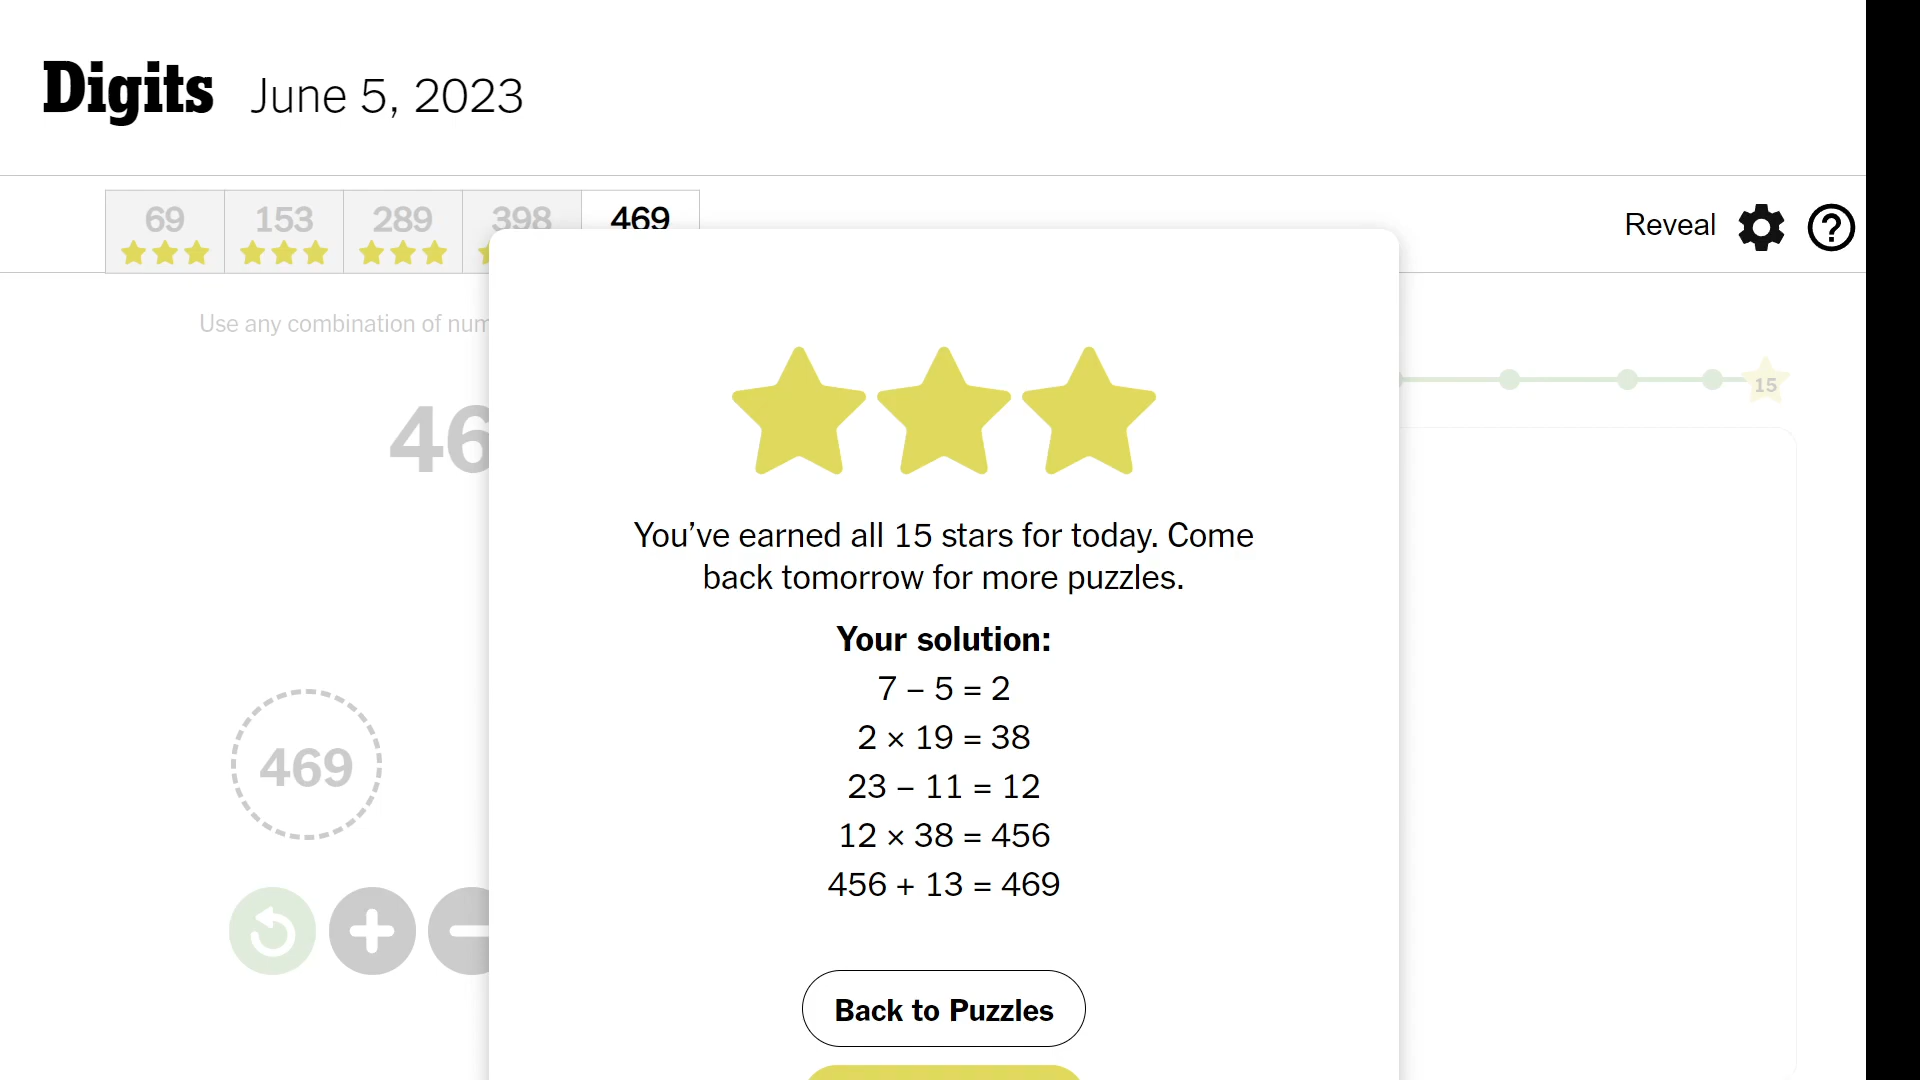 Digits June 5, 2023
69 153 289 398 469
Reveal
Use any combination of num
46
15
You’ve earned all 15 stars for today. Come
back tomorrow for more puzzles.
Your solution:
7 – 5 = 2
2 × 19 = 38
23 – 11 = 12
12 × 38 = 456
456 + 13 = 469
469
Back to Puzzles